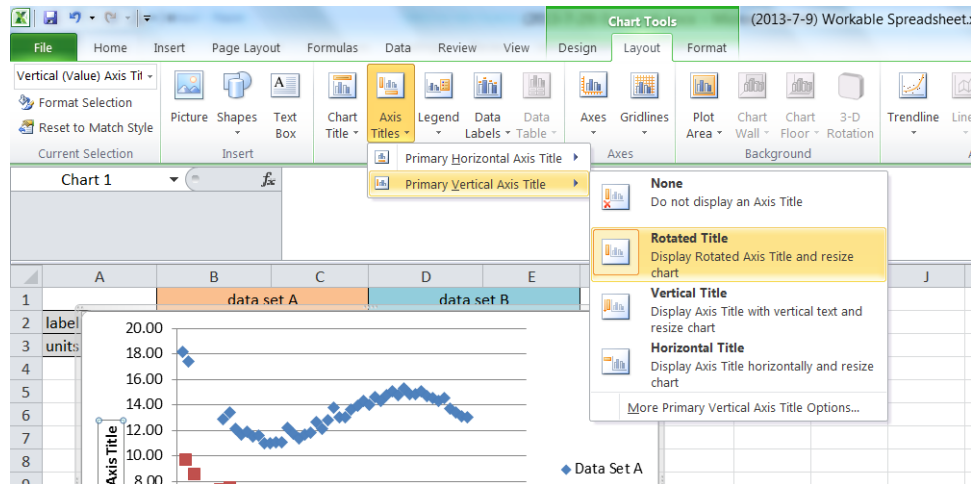 Chart Tools
(2013-7-9) Workable Spreadsheet.x
File Home Insert Page Layout Formulas Data Review View Design Layout Format
Vertical (Value) Axis Tit
Format Selection
Reset to Match Style
Current Selection
Picture
Shapes
Text
Box
Insert
Chart
Title
Axis
Titles
Legend
Data
Labels
Data
Table
Axes
Gridlines
Axes
Plot
Area
Chart
Wall
Chart
Floor
3-D
Rotation
Background
Trendline
Line
Primary Horizontal Axis Title
Primary Vertical Axis Title
None
Do not display an Axis Title
Rotated Title
Display Rotated Axis Title and resize
chart
Vertical Title
Display Axis Title with vertical text and
resize chart
Horizontal Title
Display Axis Title horizontally and resize
chart
More Primary Vertical Axis Title Options...
Chart 1
fx
A B C D E J
1 data set A data set B
2 label
3 units
4
5
6
7
8
20.00
18.00
16.00
14.00
12.00
10.00
8.00
Axis Title
Data Set A